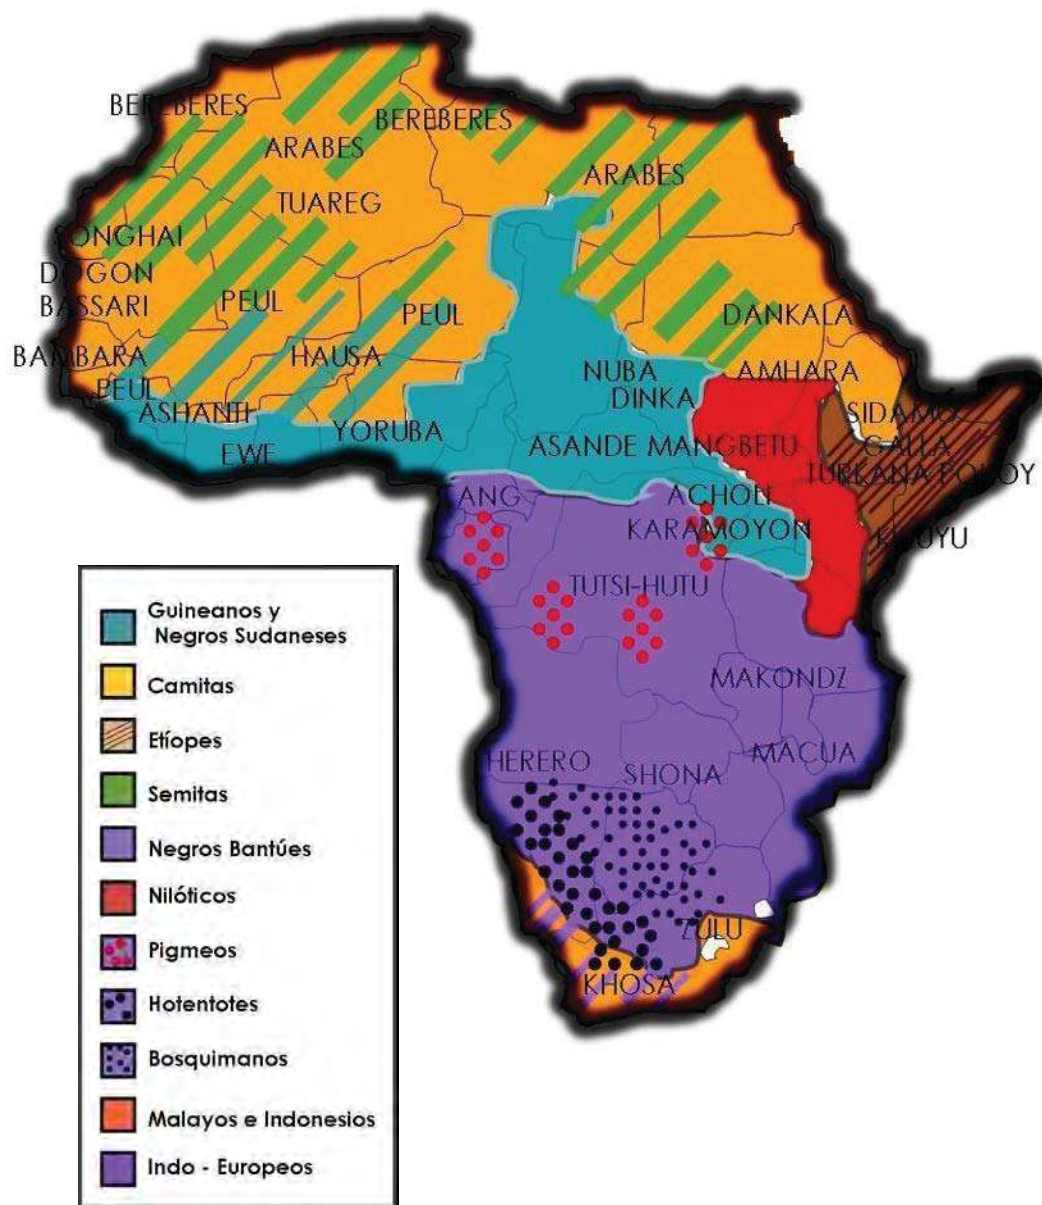 BEREBERES
BEREBERES
ARABES
ARABES
TUAREG
SONGHAI
DOGON
BASSARI
PEUL
PEUL
DANKALA
BAMBARA
HAUSA
NUBA
AMHARA
PEUL
DINKA
ASHANTI
SIDAMO
YORUBA
EWE
ASANDE MANGBETU
GALLA
TURKANA
ANG
ACHOLI
KARAMOYON
TUTSI-HUTU
MAKONDZ
MACUA
HERERO
SHONA
ZULU
KHOSA
Guineanos y
Negros Sudaneses
Camitas
Etíopes
Semitas
Negros Bantúes
Nilóticos
Pigmeos
Hotentotes
Bosquimanos
Malayos e Indonesios
Indo - Europeos